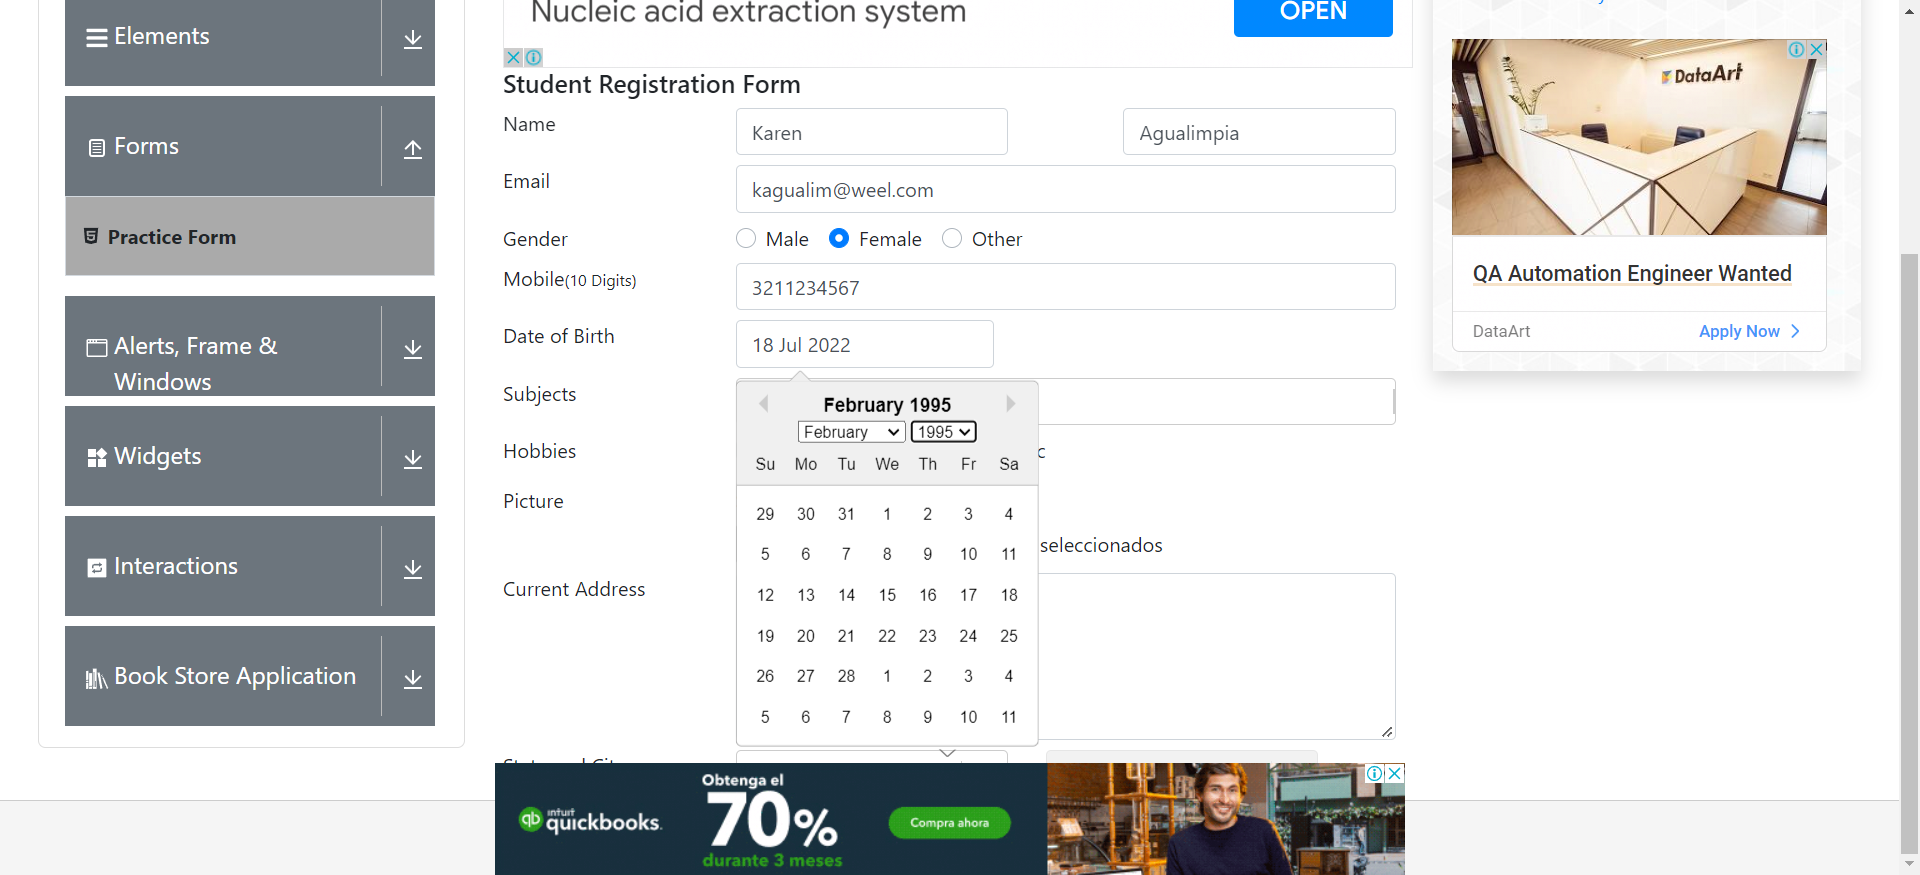 Elements
Forms
Practice Form
Alerts, Frame &
Windows
Widgets
Interactions
Book Store Application
Nucleic acid extraction system
OPEN
Student Registration Form
Name
Karen
Agualimpia
Email
kagualim@weel.com
Gender
Male
Female
Other
Mobile(10 Digits)
3211234567
Date of Birth
18 Jul 2022
Subjects
February 1995
February
1995
Su Mo Tu We Th Fr Sa
29 30 31 1 2 3 4
5 6 7 8 9 10 11
12 13 14 15 16 17 18
19 20 21 22 23 24 25
26 27 28 1 2 3 4
5 6 7 8 9 10 11
Hobbies
c
Picture
seleccionados
Current Address
DataArt
QA Automation Engineer Wanted
DataArt
Apply Now
intuit
quickbooks.
Obtenga el
70%
durante 3 meses
Compra ahora